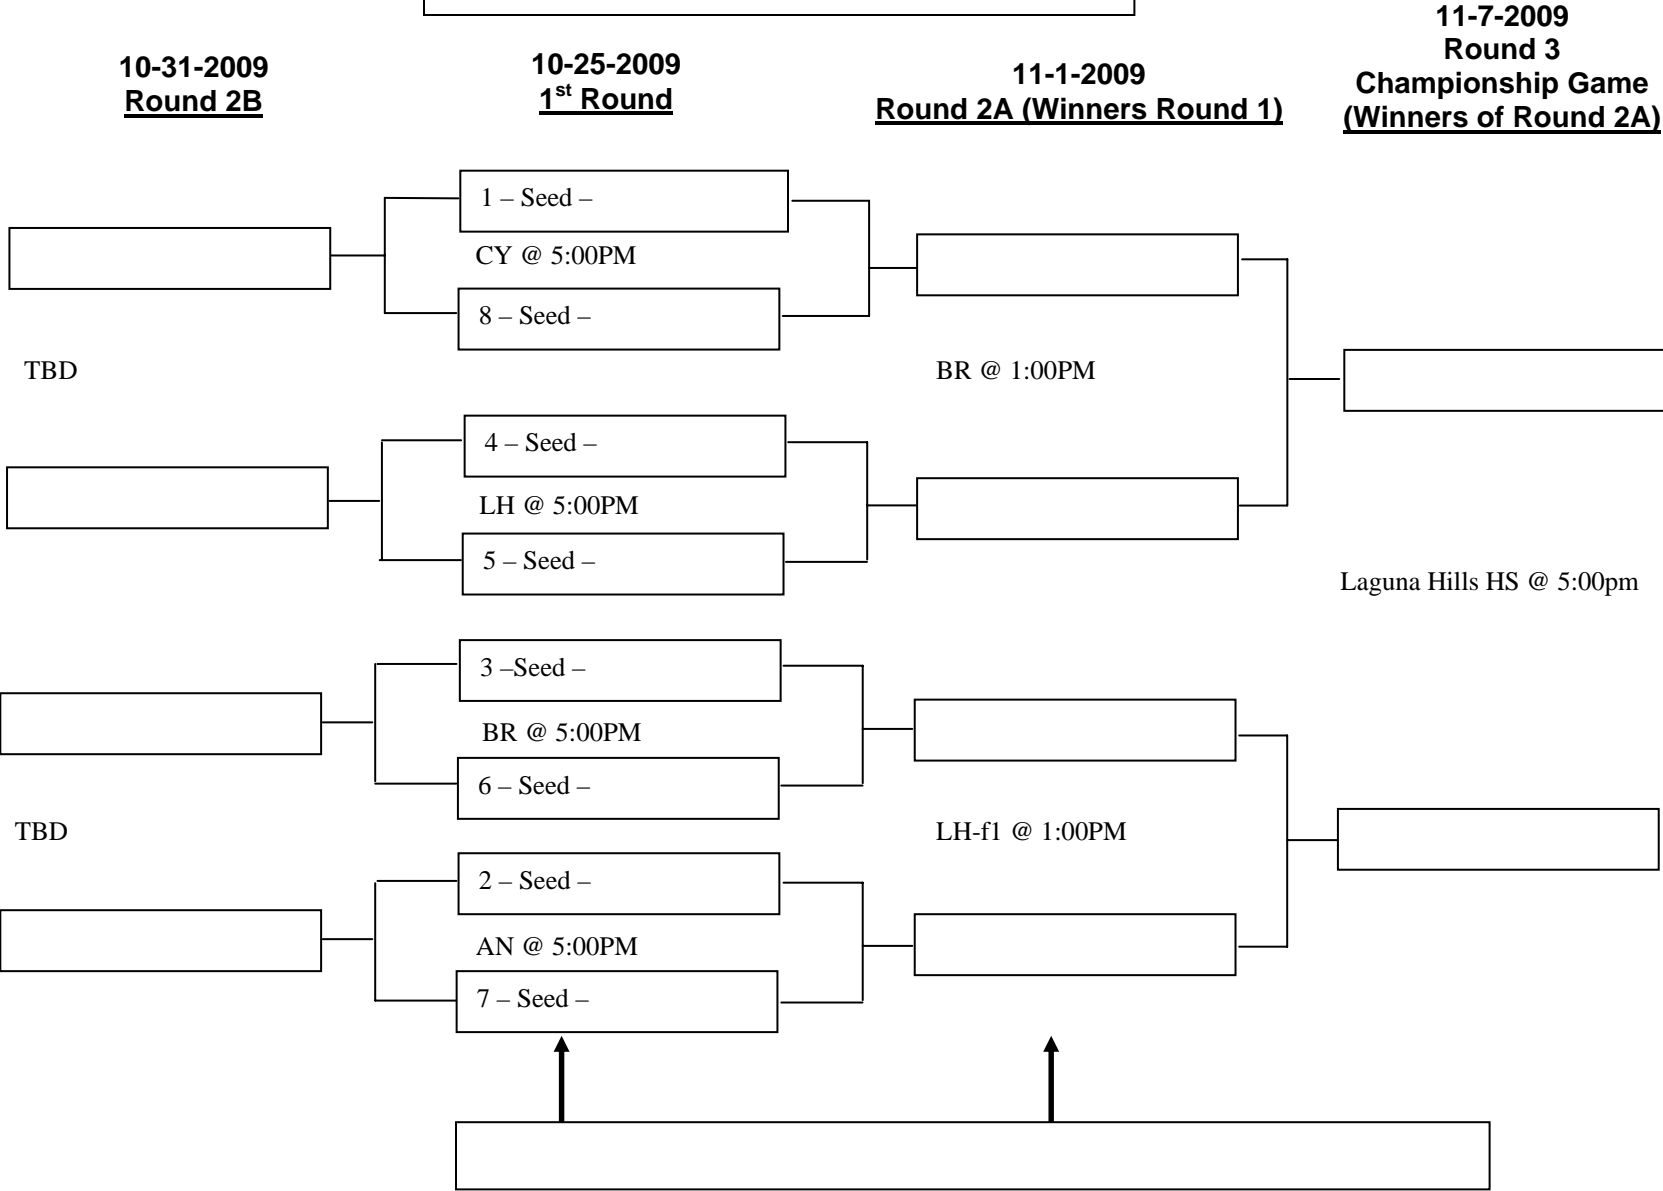 11-7-2009
Round 3
Championship Game
(Winners of Round 2A)
10-31-2009
Round 2B
10-25-2009
1st Round
11-1-2009
Round 2A (Winners Round 1)
1 – Seed –
CY @ 5:00PM
8 – Seed –
TBD
BR @ 1:00PM
4 – Seed –
LH @ 5:00PM
5 – Seed –
Laguna Hills HS @ 5:00pm
3 –Seed –
BR @ 5:00PM
6 – Seed –
TBD
LH-f1 @ 1:00PM
2 – Seed –
AN @ 5:00PM
7 – Seed –